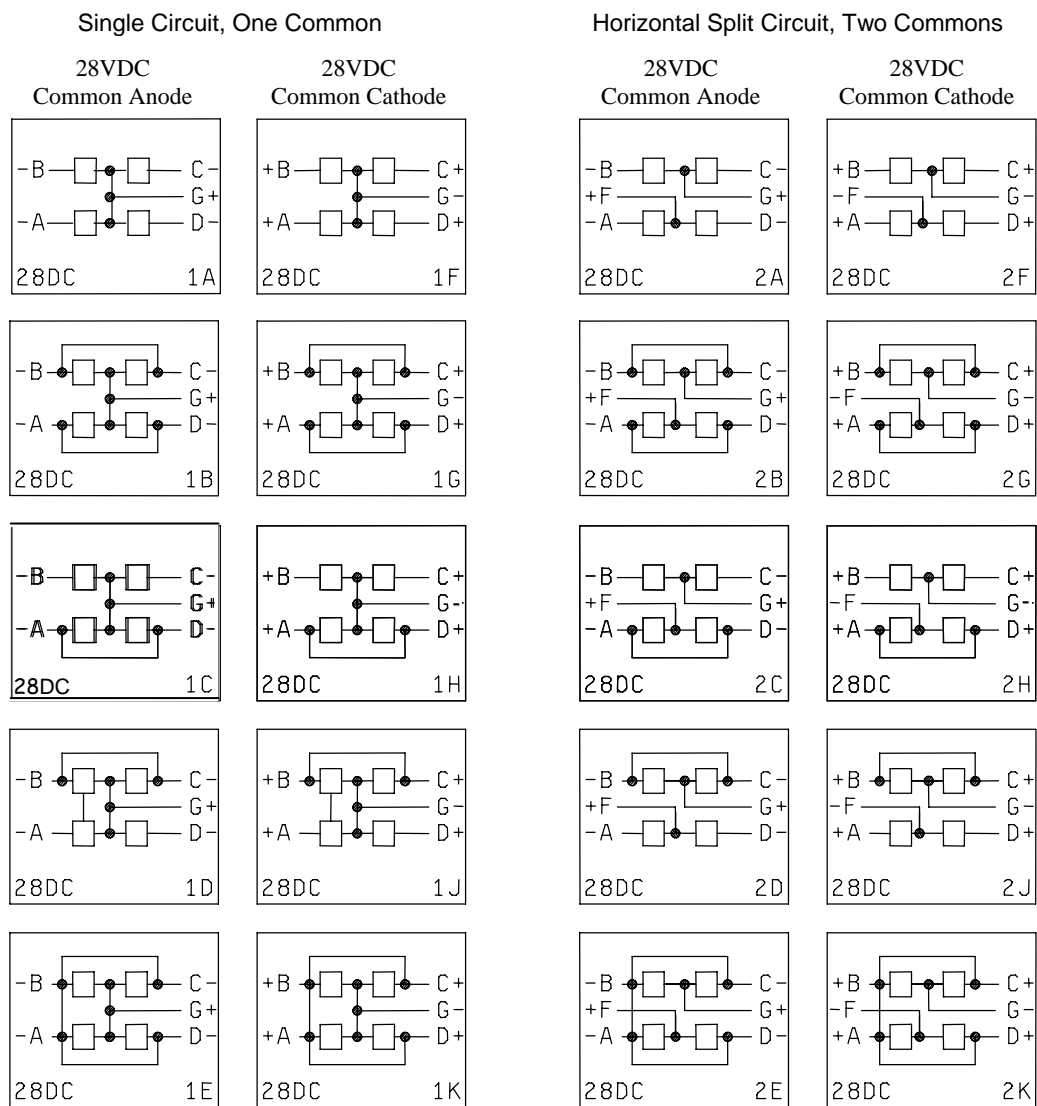 Single Circuit, One Common
Horizontal Split Circuit, Two Commons
28VDC
Common Anode
28VDC
Common Cathode
28VDC
Common Anode
28VDC
Common Cathode
-B C-
G+
-A D-
28DC 1A
+B C+
G-
+A D+
28DC 1F
-B C-
+F G+
-A D-
28DC 2A
+B C+
-F G-
+A D+
28DC 2F
-B C-
G+
-A D-
28DC 1B
+B C+
G-
+A D+
28DC 1G
-B C-
+F G+
-A D-
28DC 2B
+B C+
-F G-
+A D+
28DC 2G
-B C-
G+
-A D-
28DC 1C
+B C+
G-
+A D+
28DC 1H
-B C-
+F G+
-A D-
28DC 2C
+B C+
-F G-
+A D+
28DC 2H
-B C-
G+
-A D-
28DC 1D
+B C+
G-
+A D+
28DC 1J
-B C-
+F G+
-A D-
28DC 2D
+B C+
-F G-
+A D+
28DC 2J
-B C-
G+
-A D-
28DC 1E
+B C+
G-
+A D+
28DC 1K
-B C-
+F G+
-A D-
28DC 2E
+B C+
-F G-
+A D+
28DC 2K